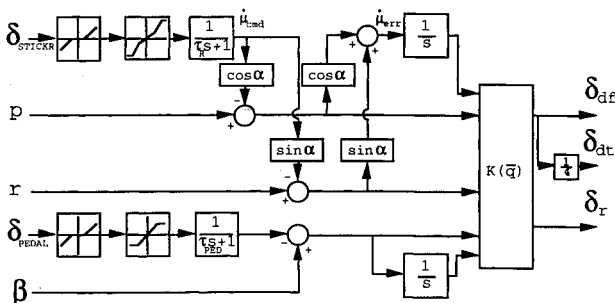 μ̇cmd
μ̇err
δSTICKR
1
τRs+1
1
s
cosα
cosα
+
+
-
+
p
sinα
sinα
-
+
r
K(q̄)
δdf
δdt
1
4
δr
δPEDAL
1
τPEDs+1
-
+
1
s
β